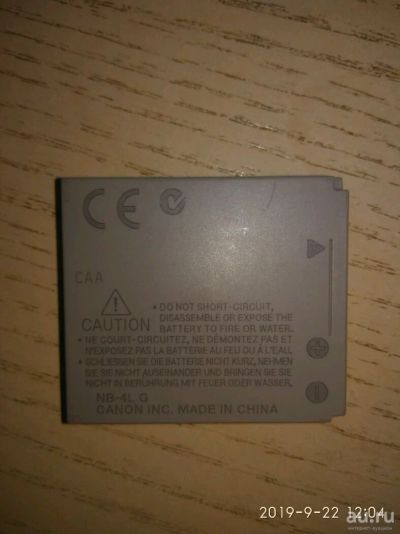 CE
CAA
CAUTION
• DO NOT SHORT-CIRCUIT,
DISASSEMBLE OR EXPOSE THE
BATTERY TO FIRE OR WATER.
• NE COURT-CIRCUITEZ, NE DÉMONTEZ PAS ET
N'EXPOSEZ PAS LA BATTERIE AU FEU OU A L'EAU.
• SCHLIESSEN SIE DIE BATTERIE NICHT KURZ, NEHMEN
SIE NICHT AUSEINANDER UND BRINGEN SIE SIE
NICHT IN BERÜHRUNG MIT FEUER ODER WASSER.
NB-4L G
CANON INC. MADE IN CHINA
2019-9-22 12:04
au.ru